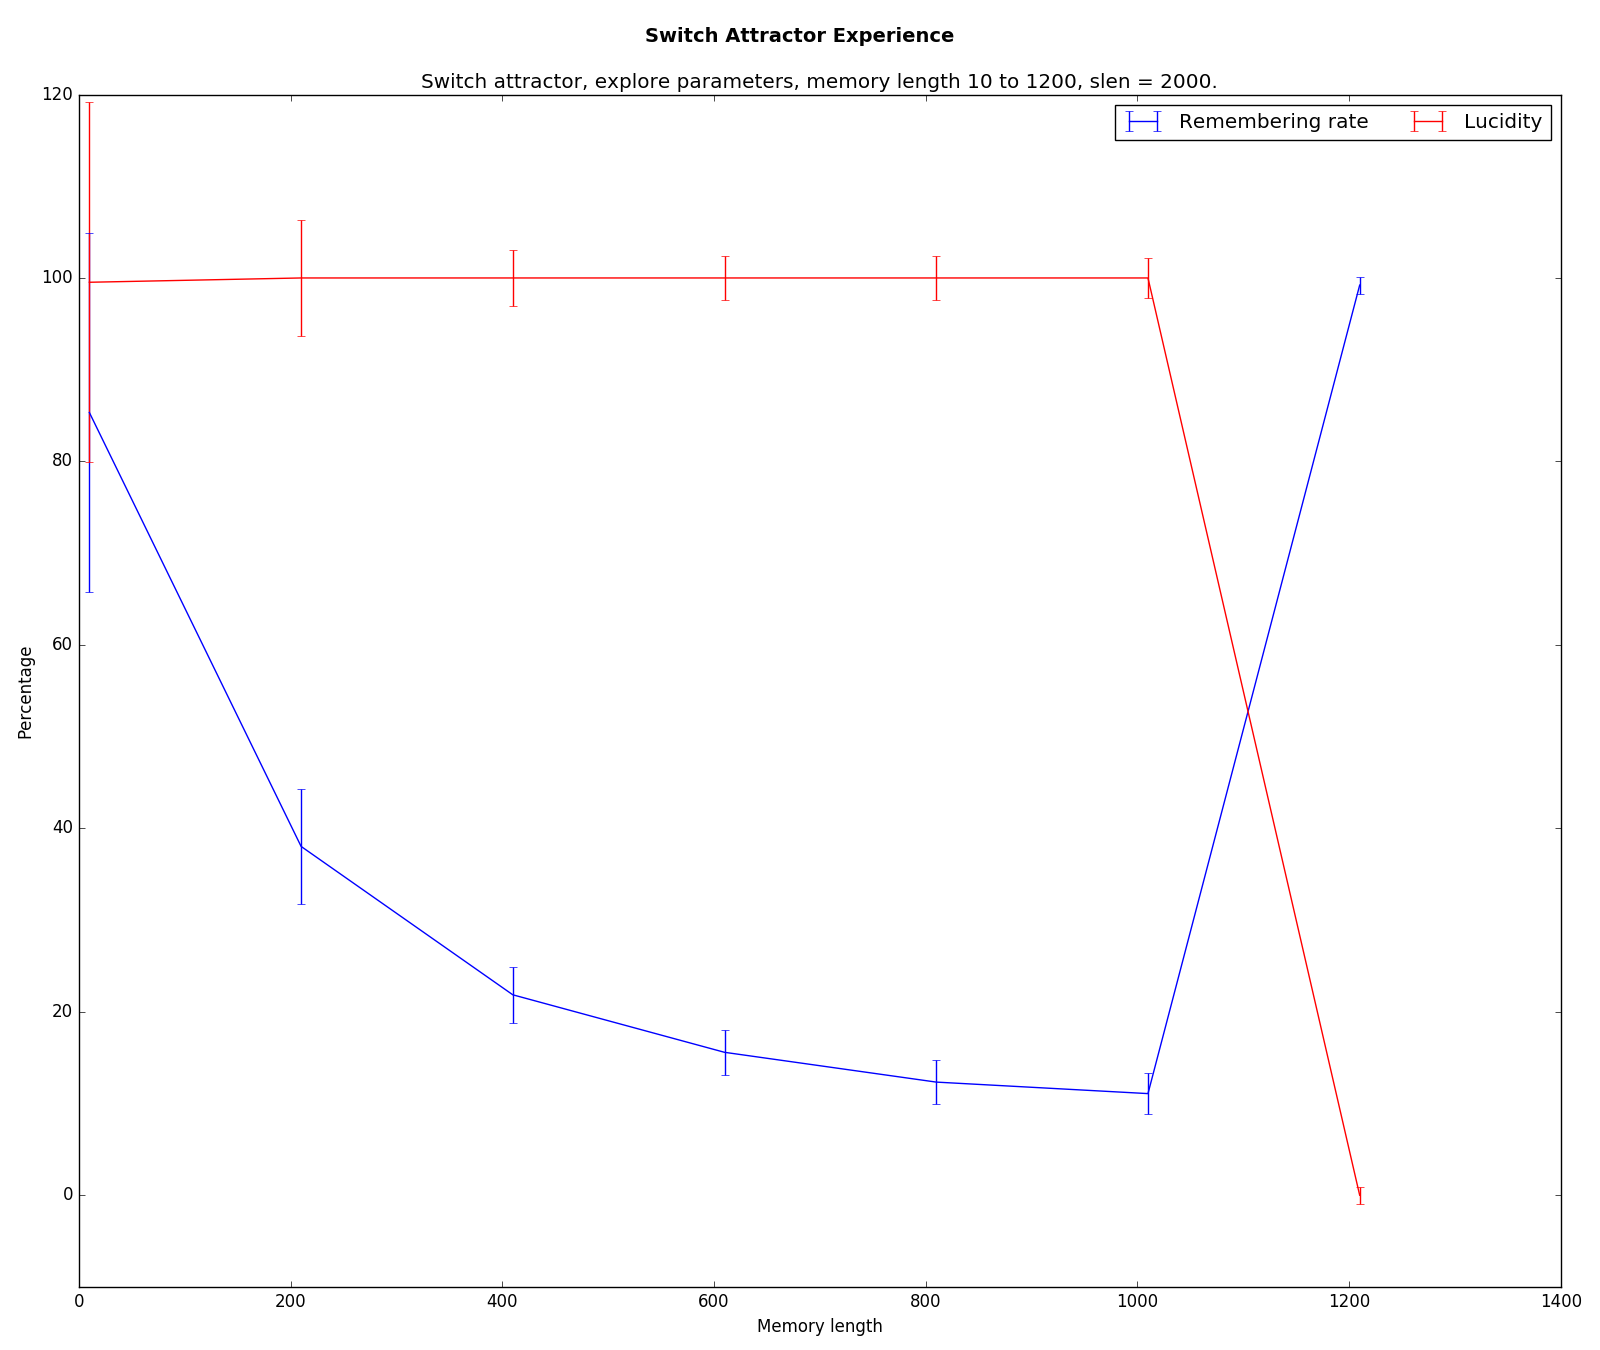 Switch Attractor Experience
Switch attractor, explore parameters, memory length 10 to 1200, slen = 2000.
Remembering rate Lucidity
120
100
80
60
40
20
0
Percentage
0 200 400 600 800 1000 1200 1400
Memory length